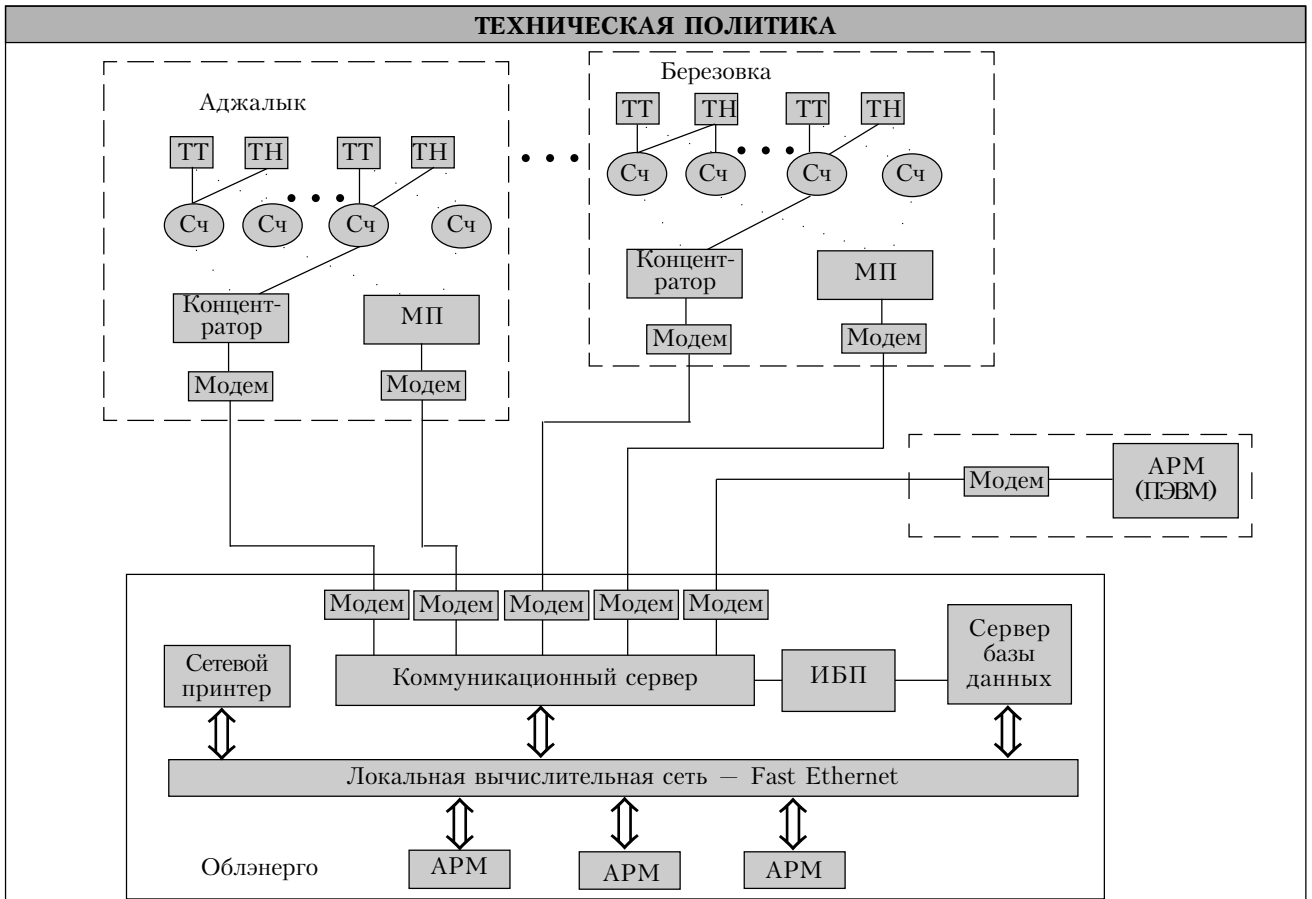 ТЕХНИЧЕСКАЯ ПОЛИТИКА
Аджалык
ТТ ТН ТТ ТН
Сч Сч Сч Сч
Концент-
ратор
МП
Модем Модем
Березовка
ТТ ТН ТТ ТН
Сч Сч Сч Сч
Концент-
ратор
МП
Модем Модем
Модем
АРМ
(ПЭВМ)
Модем Модем Модем Модем Модем
Сетевой
принтер
Коммуникационный сервер
ИБП
Сервер
базы
данных
Локальная вычислительная сеть — Fast Ethernet
Облэнерго
АРМ АРМ АРМ